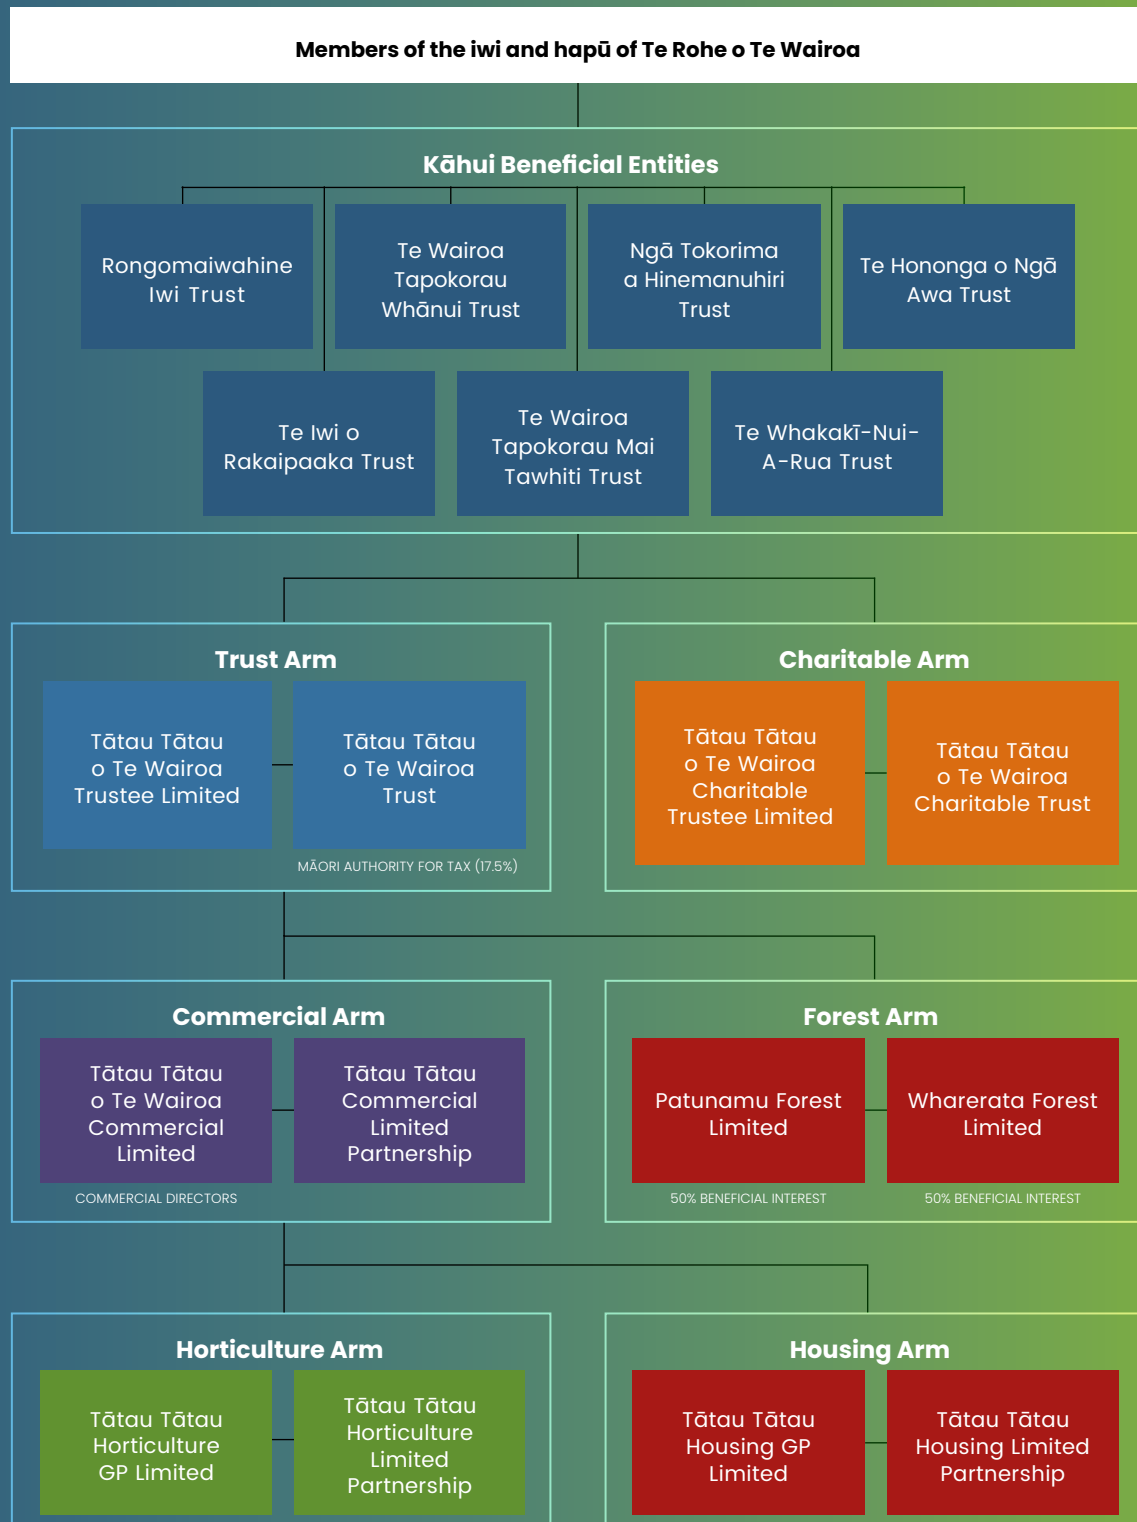 Members of the iwi and hapū of Te Rohe o Te Wairoa
Kāhui Beneficial Entities
Rongomaiwahine
Iwi Trust
Te Wairoa
Tapokorau
Whānui Trust
Ngā Tokorima
a Hinemanuhiri
Trust
Te Hononga o Ngā
Awa Trust
Te Iwi o
Rakaipaaka Trust
Te Wairoa
Tapokorau Mai
Tawhiti Trust
Te Whakakī-Nui-
A-Rua Trust
Trust Arm
Tātau Tātau
o Te Wairoa
Trustee Limited
Tātau Tātau
o Te Wairoa
Trust
MĀORI AUTHORITY FOR TAX (17.5%)
Charitable Arm
Tātau Tātau
o Te Wairoa
Charitable
Trustee Limited
Tātau Tātau
o Te Wairoa
Charitable Trust
Commercial Arm
Tātau Tātau
o Te Wairoa
Commercial
Limited
COMMERCIAL DIRECTORS
Tātau Tātau
Commercial
Limited
Partnership
Forest Arm
Patunamu Forest
Limited
50% BENEFICIAL INTEREST
Wharerata Forest
Limited
50% BENEFICIAL INTEREST
Horticulture Arm
Tātau Tātau
Horticulture
GP Limited
Tātau Tātau
Horticulture
Limited
Partnership
Housing Arm
Tātau Tātau
Housing GP
Limited
Tātau Tātau
Housing Limited
Partnership